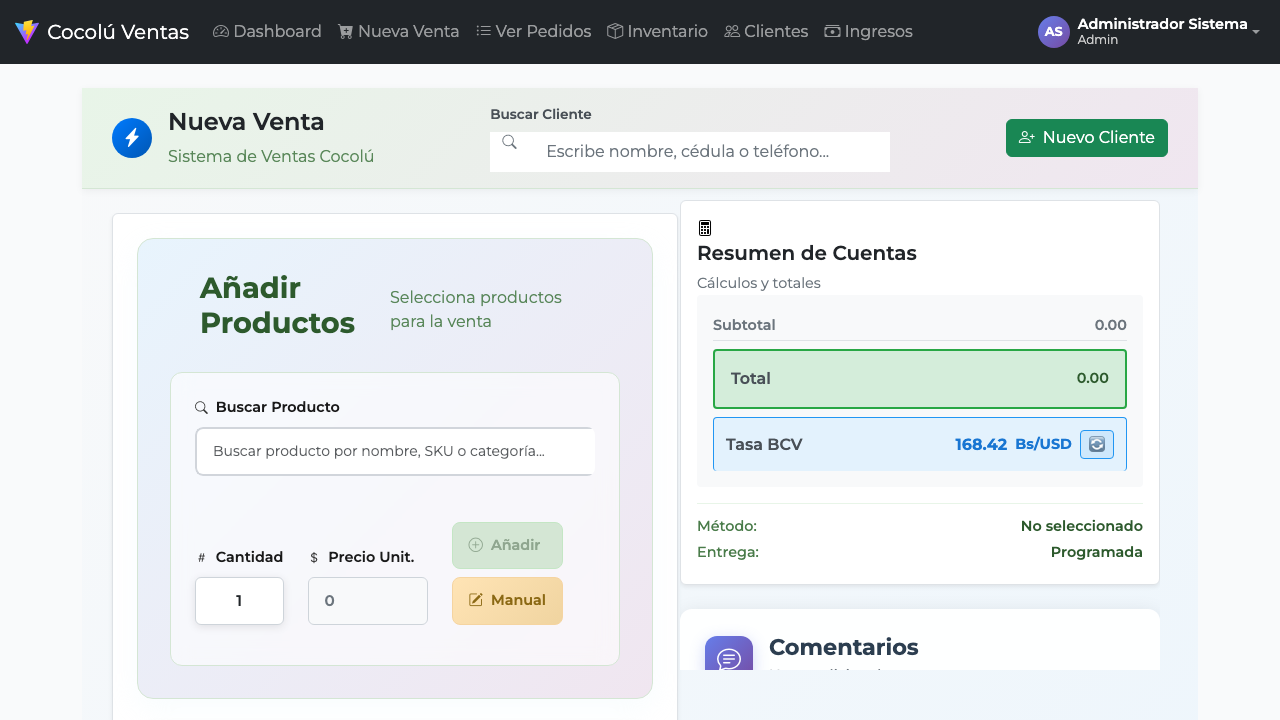 Cocolú Ventas
Dashboard
Nueva Venta
Ver Pedidos
Inventario
Clientes
Ingresos
AS
Administrador Sistema
Admin
Nueva Venta
Sistema de Ventas Cocolú
Buscar Cliente
Escribe nombre, cédula o teléfono...
Nuevo Cliente
Añadir
Productos
Selecciona productos
para la venta
Buscar Producto
Buscar producto por nombre, SKU o categoría...
# Cantidad
1
$ Precio Unit.
0
Añadir
Manual
Resumen de Cuentas
Cálculos y totales
Subtotal 0.00
Total 0.00
Tasa BCV 168.42 Bs/USD
Método: No seleccionado
Entrega: Programada
Comentarios